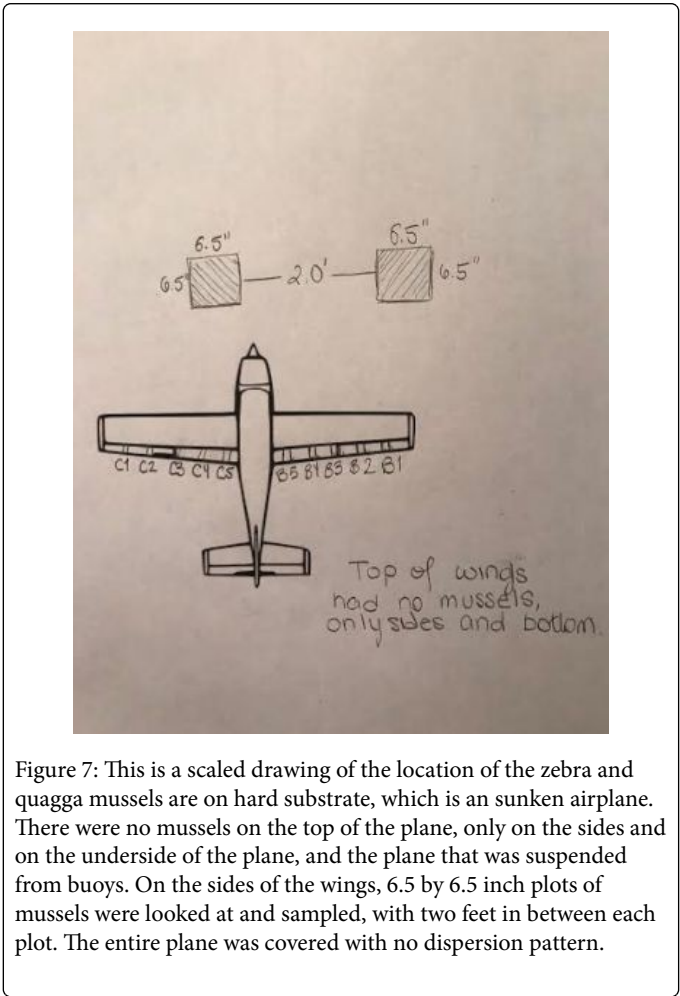 6.5" 6.5"
6.5" 2.0' 6.5"
C1 C2 C3 C4 C5 B5 B4 B3 B2 B1
Top of wings
had no mussels,
only sides and bottom.
Figure 7: This is a scaled drawing of the location of the zebra and
quagga mussels are on hard substrate, which is an sunken airplane.
There were no mussels on the top of the plane, only on the sides and
on the underside of the plane, and the plane that was suspended
from buoys. On the sides of the wings, 6.5 by 6.5 inch plots of
mussels were looked at and sampled, with two feet in between each
plot. The entire plane was covered with no dispersion pattern.